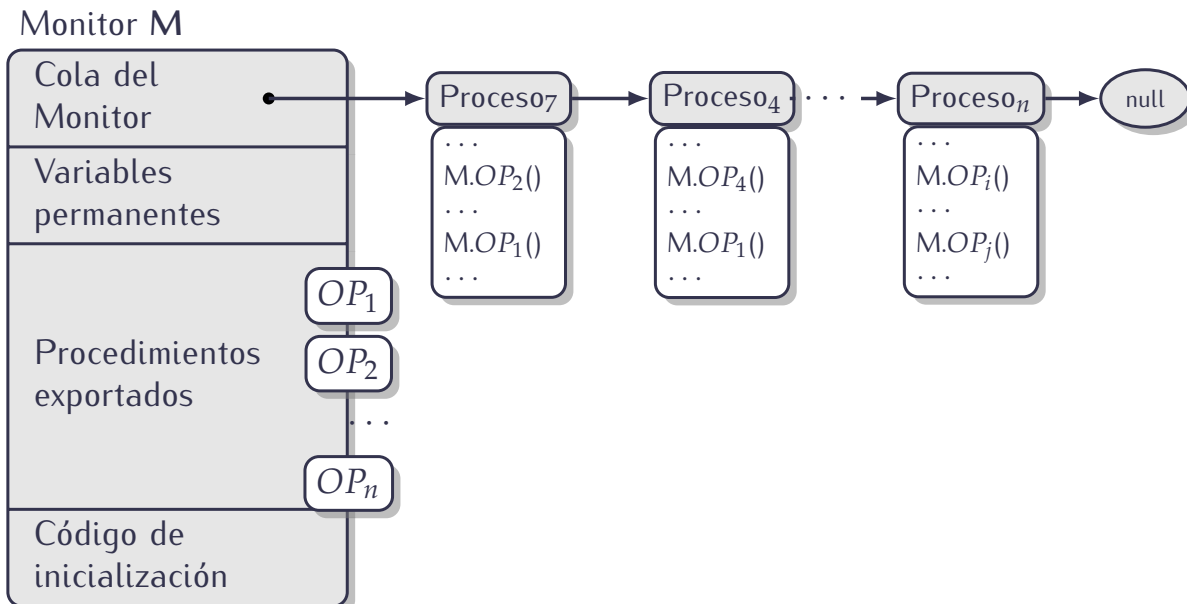 Monitor M
Cola del
Monitor
Proceso₇
Proceso₄
· · ·
Procesoₙ
null
. . .
M.OP₂()
. . .
M.OP₁()
. . .
. . .
M.OP₄()
. . .
M.OP₁()
. . .
. . .
M.OPᵢ()
. . .
M.OPⱼ()
. . .
Variables
permanentes
Procedimientos
exportados
OP₁
OP₂
. . .
OPₙ
Código de
inicialización